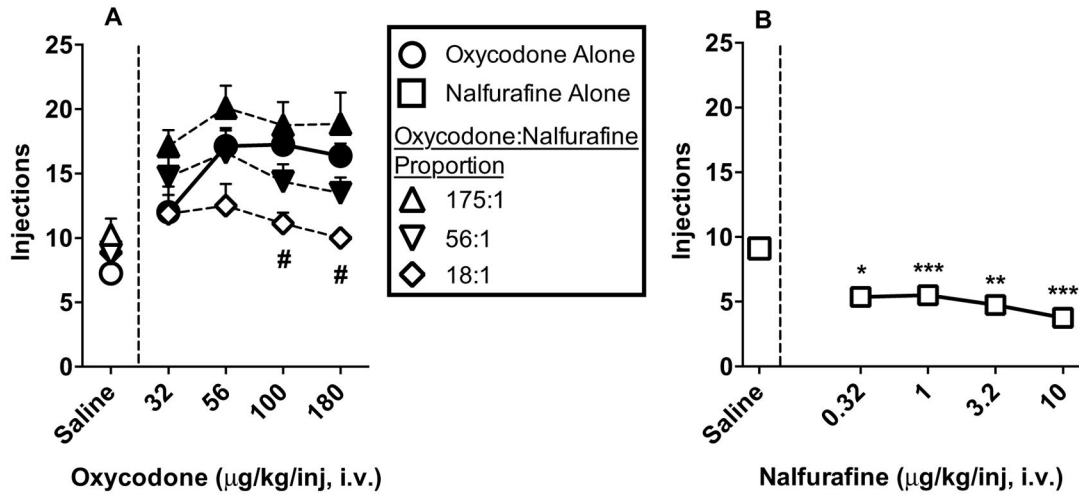 A
25
20
15
10
5
0
Injections
#
#
Saline
32
56
100
180
Oxycodone (μg/kg/inj, i.v.)
Oxycodone Alone
Nalfurafine Alone
Oxycodone:Nalfurafine
Proportion
175:1
56:1
18:1
B
25
20
15
10
5
0
Injections
*
***
**
***
Saline
0.32
1
3.2
10
Nalfurafine (μg/kg/inj, i.v.)